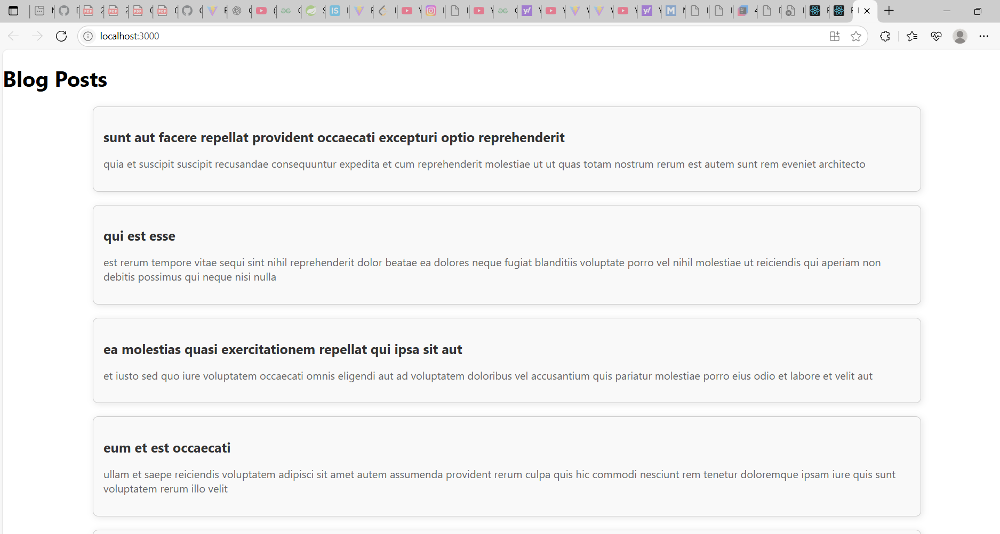 localhost:3000
Blog Posts
sunt aut facere repellat provident occaecati excepturi optio reprehenderit
quia et suscipit suscipit recusandae consequuntur expedita et cum reprehenderit molestiae ut ut quas totam nostrum rerum est autem sunt rem eveniet architecto
qui est esse
est rerum tempore vitae sequi sint nihil reprehenderit dolor beatae ea dolores neque fugiat blanditiis voluptate porro vel nihil molestiae ut reiciendis qui aperiam non
debitis possimus qui neque nisi nulla
ea molestias quasi exercitationem repellat qui ipsa sit aut
et iusto sed quo iure voluptatem occaecati omnis eligendi aut ad voluptatem doloribus vel accusantium quis pariatur molestiae porro eius odio et labore et velit aut
eum et est occaecati
ullam et saepe reiciendis voluptatem adipisci sit amet autem assumenda provident rerum culpa quis hic commodi nesciunt rem tenetur doloremque ipsam iure quis sunt
voluptatem rerum illo velit